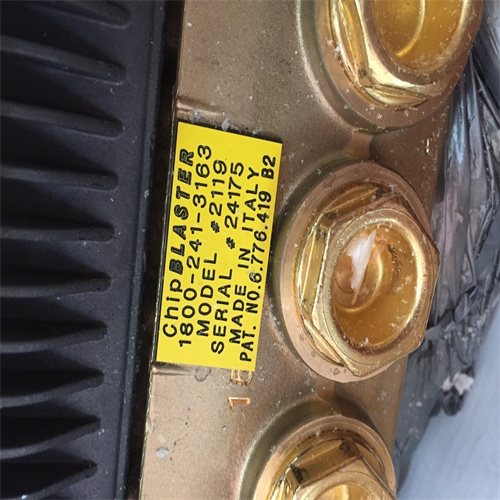 ChipBLASTER
1800-241-3163
MODEL #2119
SERIAL # 24175
MADE IN ITALY
PAT. NO.6.776.419 B2